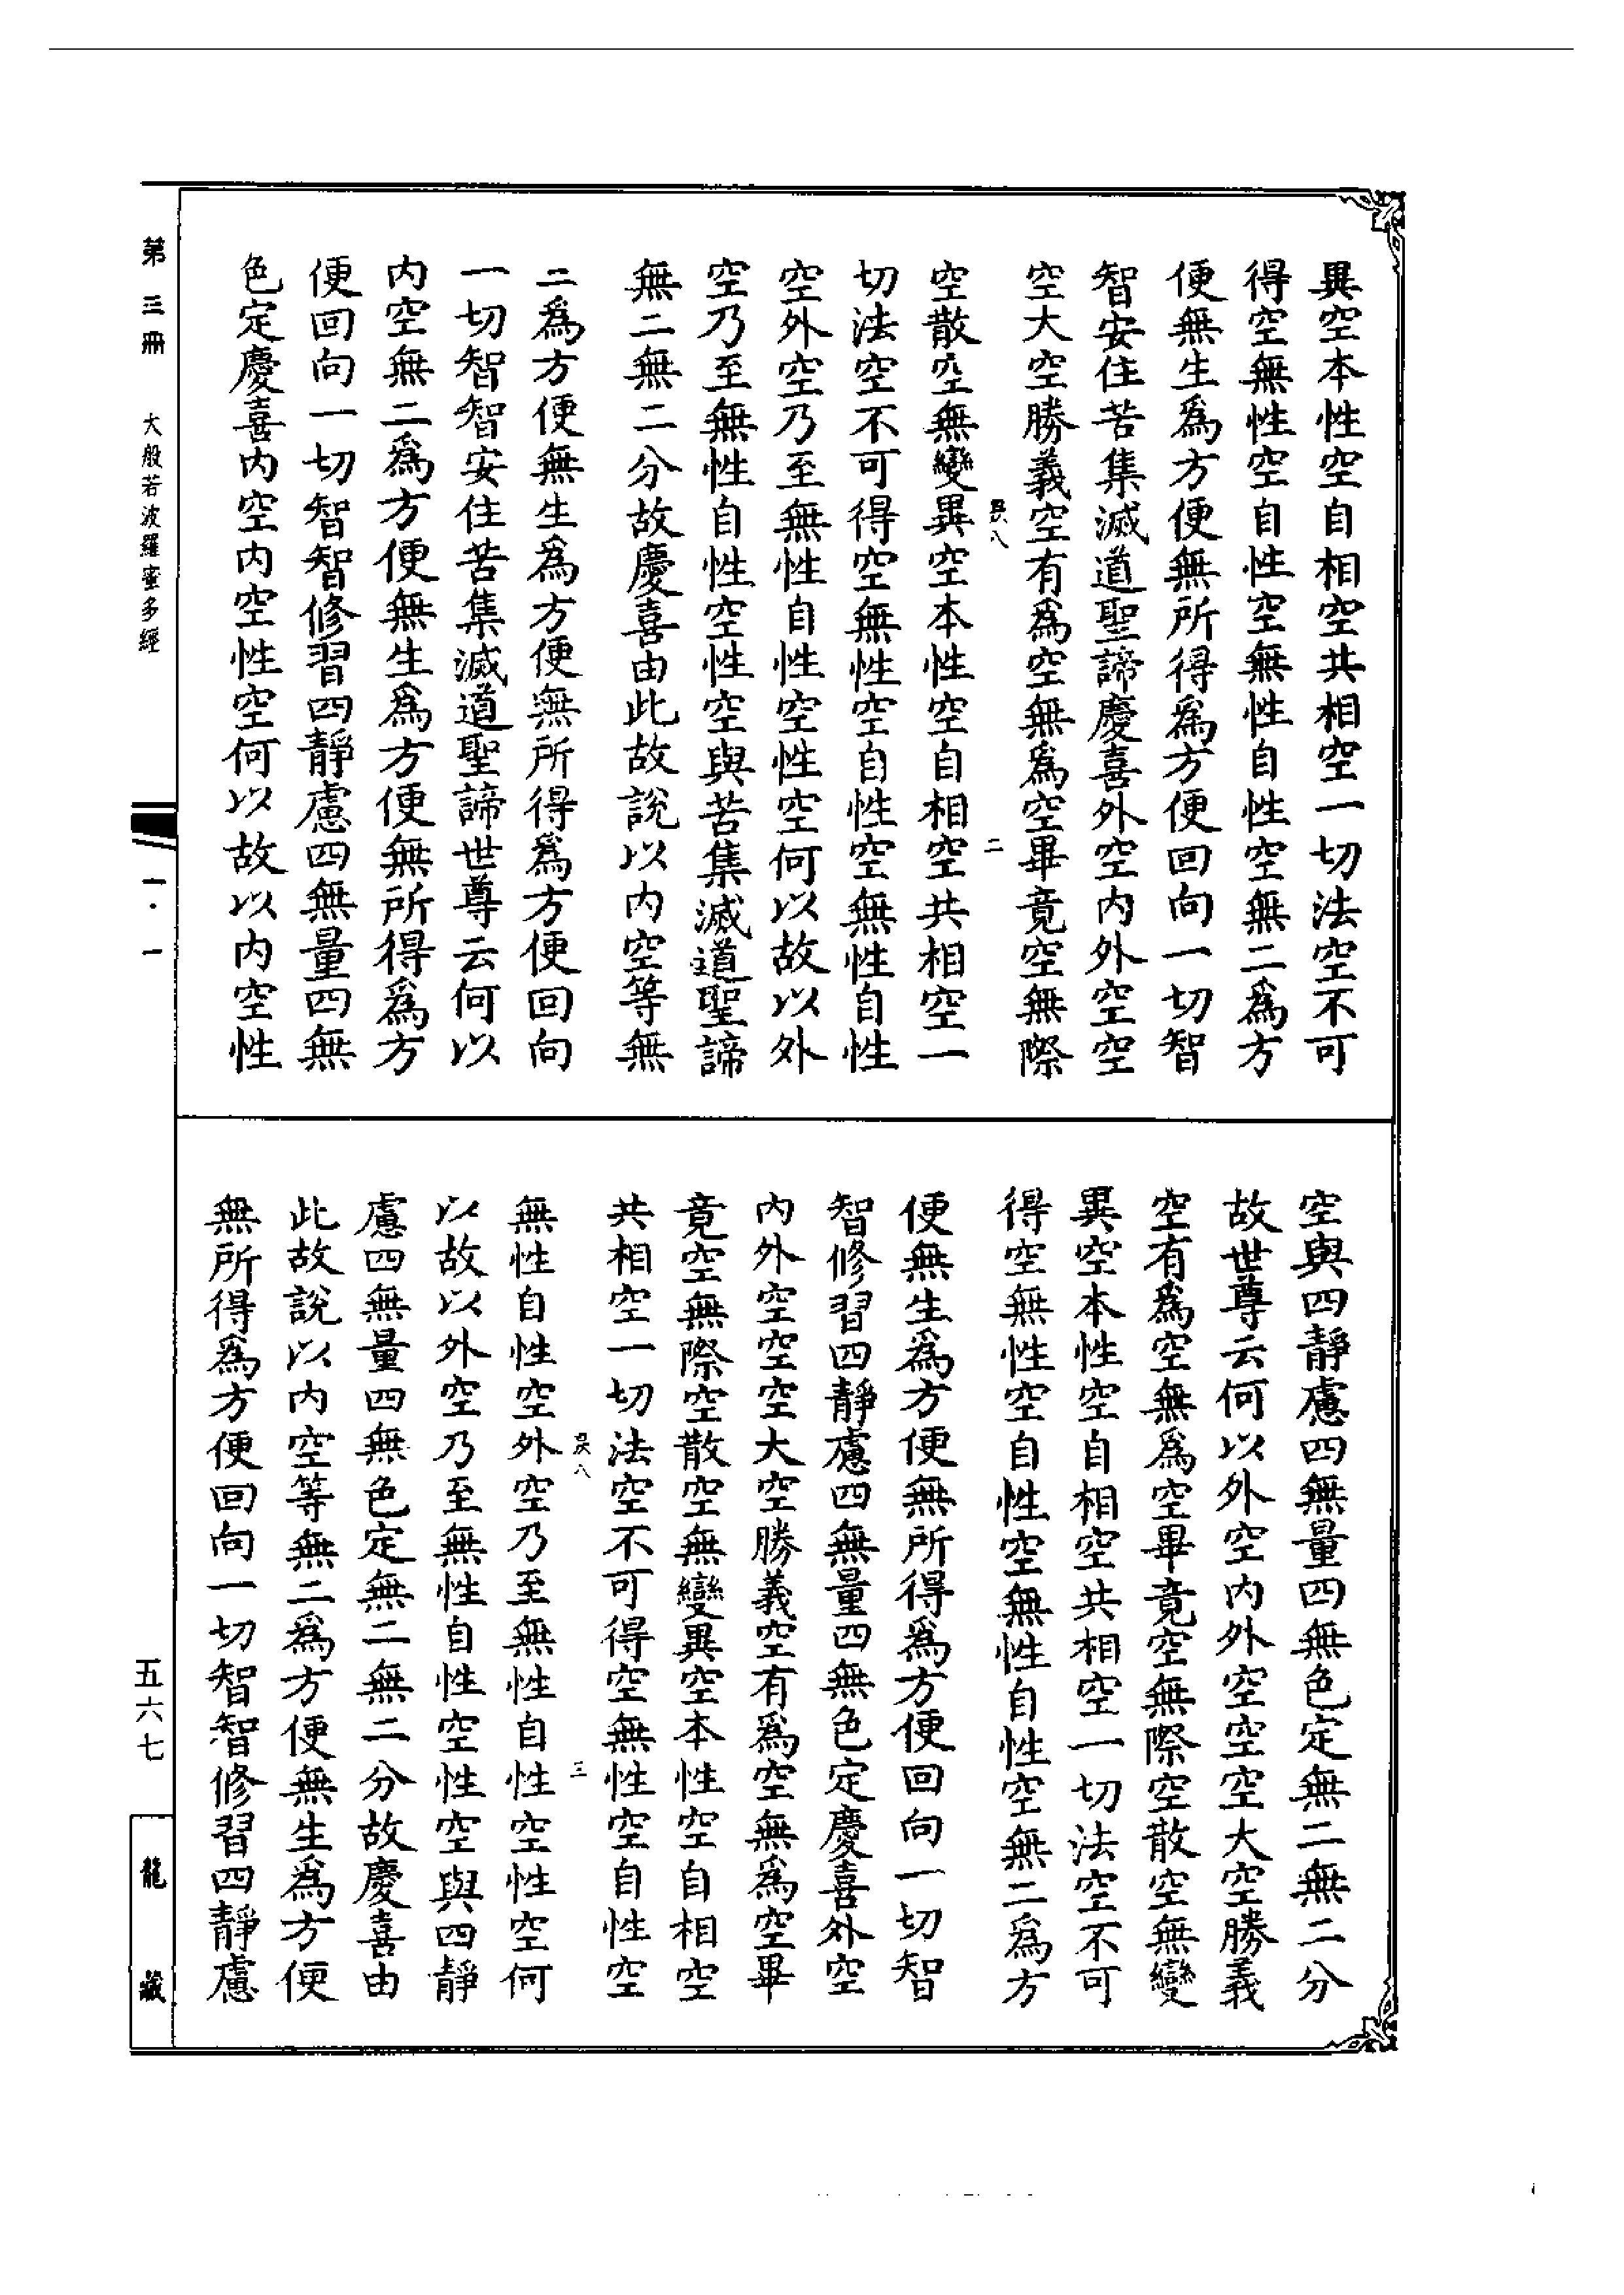 異空本性空自相空共相空一切法空不可
得空無性空自性空無性自性空無二爲方
便無生爲方便無所得爲方便回向一切智
智安住苦集滅道聖諦慶喜外空內外空空
空大空勝義空有爲空無爲空畢竟空無際
空散空無變異空本性空自相空共相空一
切法空不可得空無性空自性空無性自性
空外空乃至無性自性空性空何以故以外
空乃至無性自性空性空與苦集滅道聖諦
無二無二分故慶喜由此故說以內空等無
二爲方便無生爲方便無所得爲方便回向
一切智智安住苦集滅道聖諦世尊云何以
內空無二爲方便無生爲方便無所得爲方
便回向一切智智修習四靜慮四無量四無
色定慶喜內空內空性空何以故以內空性
空與四靜慮四無量四無色定無二無二分
故世尊云何以外空內外空空空大空勝義
空有爲空無爲空畢竟空無際空散空無變
異空本性空自相空共相空一切法空不可
得空無性空自性空無性自性空無二爲方
便無生爲方便無所得爲方便回向一切智
智修習四靜慮四無量四無色定慶喜外空
內外空空空大空勝義空有爲空無爲空畢
竟空無際空散空無變異空本性空自相空
共相空一切法空不可得空無性空自性空
無性自性空外空乃至無性自性空性空何
以故以外空乃至無性自性空性空與四靜
慮四無量四無色定無二無二分故慶喜由
此故說以內空等無二爲方便無生爲方便
無所得爲方便回向一切智智修習四靜慮
八 二
八 三
第三冊 大般若波羅蜜多經 一·一 五六七
龍藏